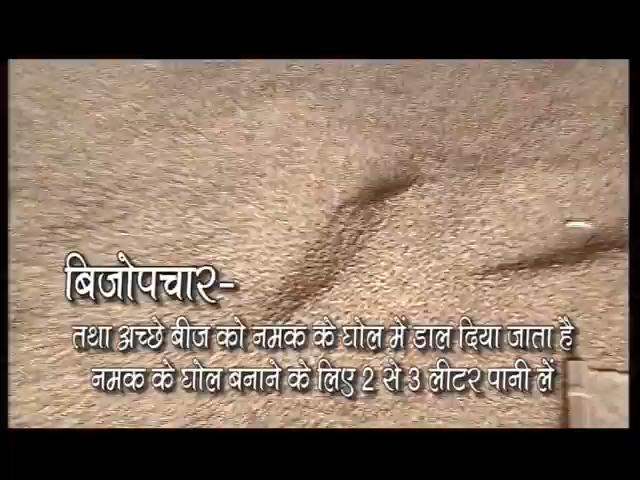 बिजोपचार-
तथा अच्छे बीज को नमक के घोल में डाल दिया जाता है
नमक के घोल बनाने के लिए 2 से 3 लीटर पानी लें